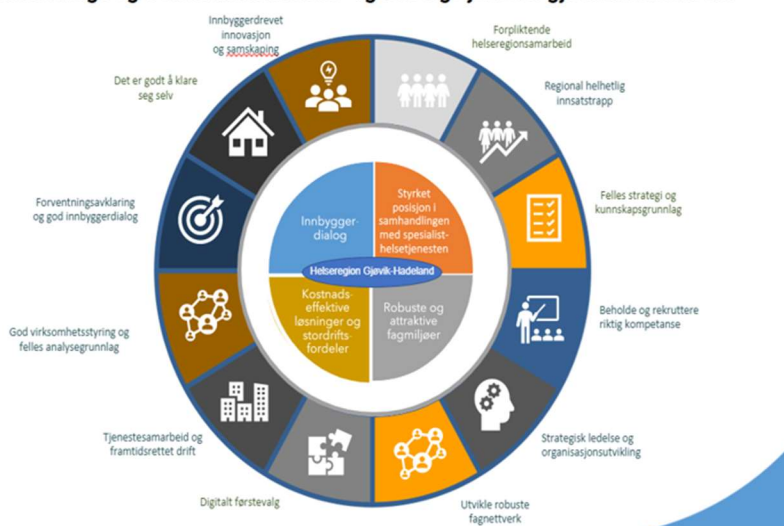 Innbyggerdrevet
innovasjon
og samskaping
Forpliktende
helseregionsamarbeid
Det er godt å klare
seg selv
Regional helhetlig
innsatstrapp
Forventningsavklaring
og god innbyggerdialog
Felles strategi og
kunnskapsgrunnlag
Innbygger-
dialog
Styrket
posisjon i
samhandlingen
med spesialist-
helsetjenesten
Helseregion Gjøvik-Hadeland
Kostnads-
effektive
løsninger og
stordrifts-
fordeler
Robuste og
attraktive
fagmiljøer
God virksomhetsstyring og
felles analysegrunnlag
Beholde og rekruttere
riktig kompetanse
Tjenestesamarbeid og
framtidsrettet drift
Strategisk ledelse og
organisasjonsutvikling
Digitalt førstevalg
Utvikle robuste
fagnettverk